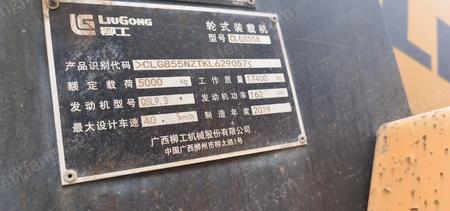 LIUGONG
柳工
轮式装载机
型号 CLG855N
产品识别代码 >CLG855NZTKL629057<
额定载荷 5000 kg 工作质量 17400 kg
发动机型号 QSL9.3 发动机功率 162 kW
最大设计车速 40 km/h 制造年度 2019
广西柳工机械股份有限公司
中国广西柳州市柳太路1号